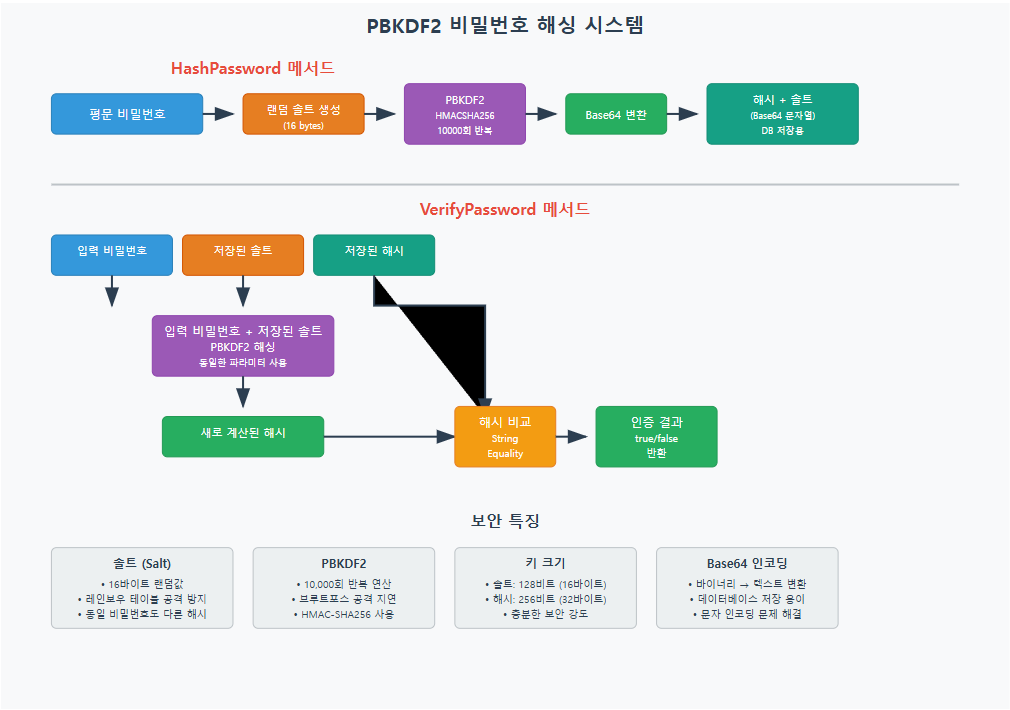 PBKDF2 비밀번호 해싱 시스템
HashPassword 메서드
평문 비밀번호
랜덤 솔트 생성
(16 bytes)
PBKDF2
HMACSHA256
10000회 반복
Base64 변환
해시 + 솔트
(Base64 문자열)
DB 저장용
VerifyPassword 메서드
입력 비밀번호
저장된 솔트
저장된 해시
입력 비밀번호 + 저장된 솔트
PBKDF2 해싱
동일한 파라미터 사용
새로 계산된 해시
해시 비교
String
Equality
인증 결과
true/false
반환
보안 특징
솔트 (Salt)
• 16바이트 랜덤값
• 레인보우 테이블 공격 방지
• 동일 비밀번호도 다른 해시
PBKDF2
• 10,000회 반복 연산
• 브루트포스 공격 지연
• HMAC-SHA256 사용
키 크기
• 솔트: 128비트 (16바이트)
• 해시: 256비트 (32바이트)
• 충분한 보안 강도
Base64 인코딩
• 바이너리 → 텍스트 변환
• 데이터베이스 저장 용이
• 문자 인코딩 문제 해결